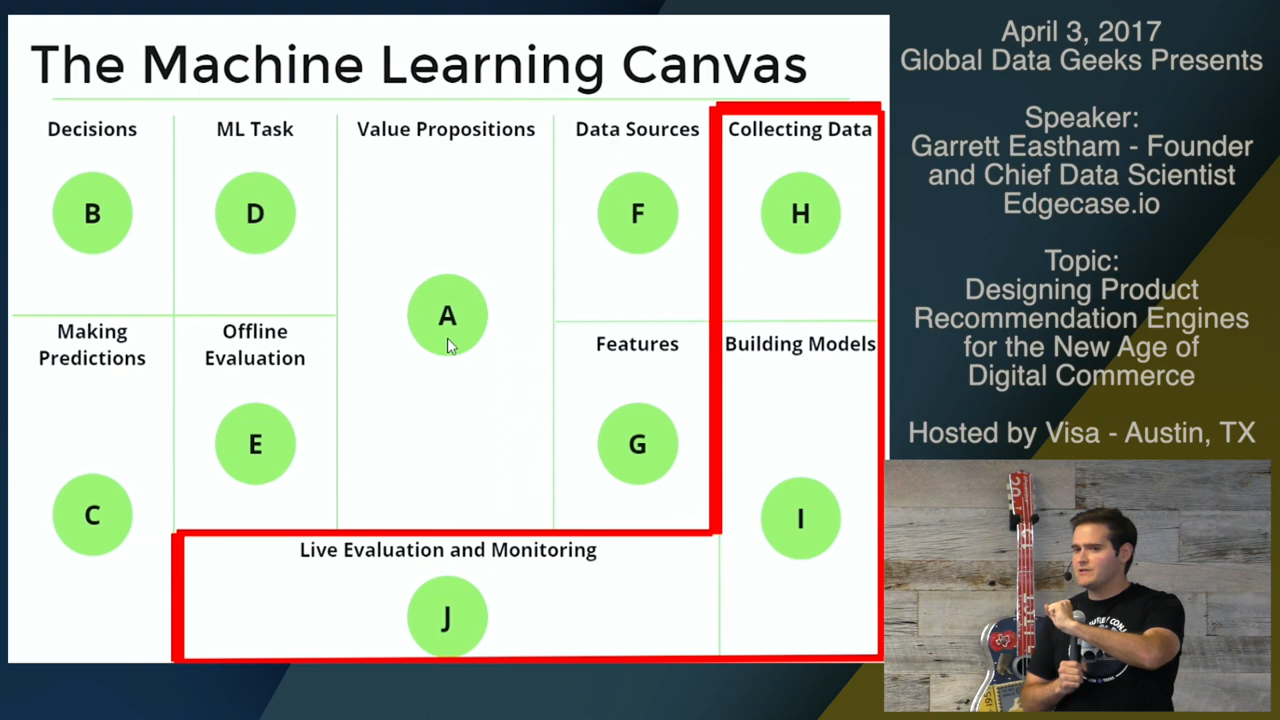 The Machine Learning Canvas
Decisions
ML Task
Value Propositions
Data Sources
Collecting Data
B
D
F
H
A
Making
Predictions
Offline
Evaluation
Features
Building Models
E
G
C
I
Live Evaluation and Monitoring
J
April 3, 2017
Global Data Geeks Presents
Speaker:
Garrett Eastham - Founder
and Chief Data Scientist
Edgecase.io
Topic:
Designing Product
Recommendation Engines
for the New Age of
Digital Commerce
Hosted by Visa - Austin, TX